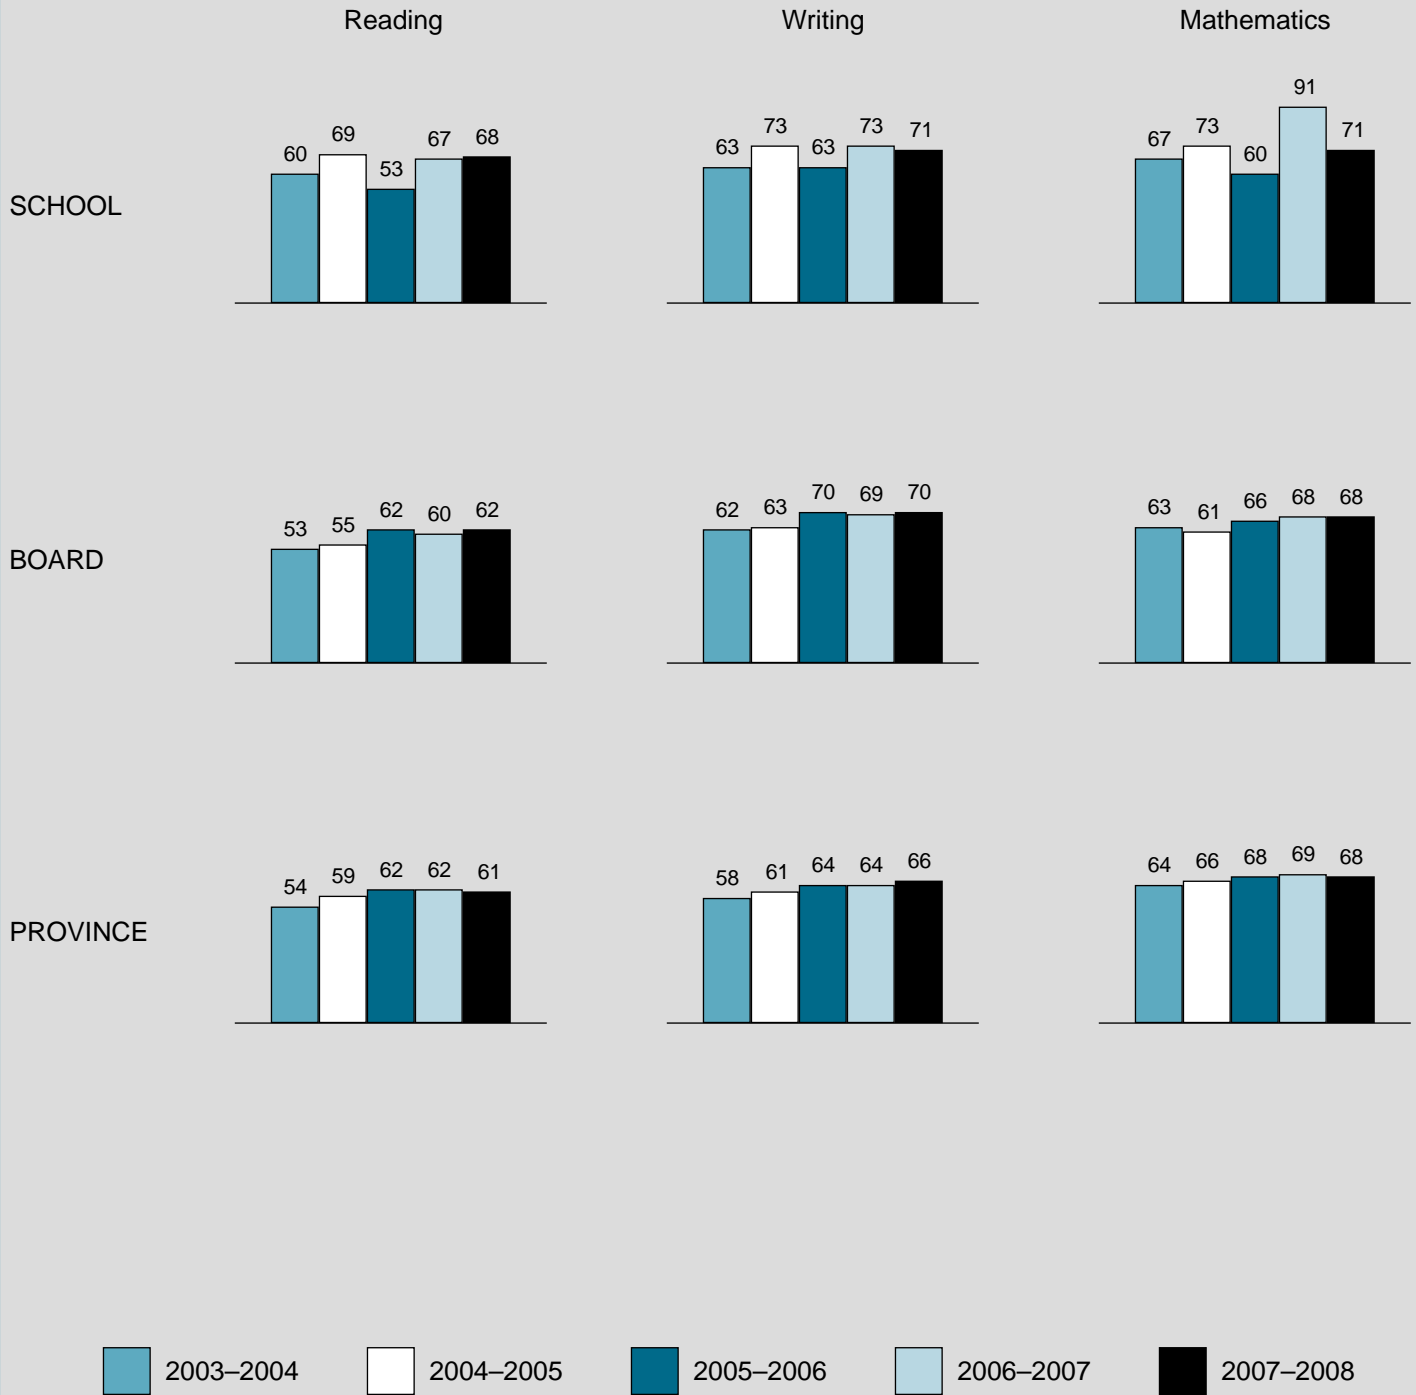 Reading Writing Mathematics
SCHOOL
60 69 53 67 68
63 73 63 73 71
67 73 60 91 71
BOARD
53 55 62 60 62
62 63 70 69 70
63 61 66 68 68
PROVINCE
54 59 62 62 61
58 61 64 64 66
64 66 68 69 68
2003–2004 2004–2005 2005–2006 2006–2007 2007–2008